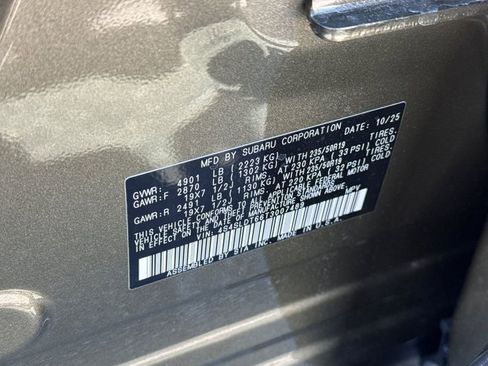 MFD. BY SUBARU CORPORATION DATE: 10/25
GVWR: 4901 LB (2223 KG)
GAWR:F 2870 LB (1302 KG) WITH 235/50R19 TIRES,
19X7 1/2J RIMS, AT 230 KPA (33 PSI) COLD.
GAWR:R 2491 LB (1130 KG) WITH 235/50R19 TIRES,
19X7 1/2J RIMS, AT 220 KPA (32 PSI) COLD.
THIS VEHICLE CONFORMS TO ALL APPLICABLE FEDERAL MOTOR
VEHICLE SAFETY STANDARDS
IN EFFECT ON THE DATE OF MANUFACTURE SHOWN ABOVE.
MPV
ASSEMBLED BY SIA, INC. MADE IN U.S.A.